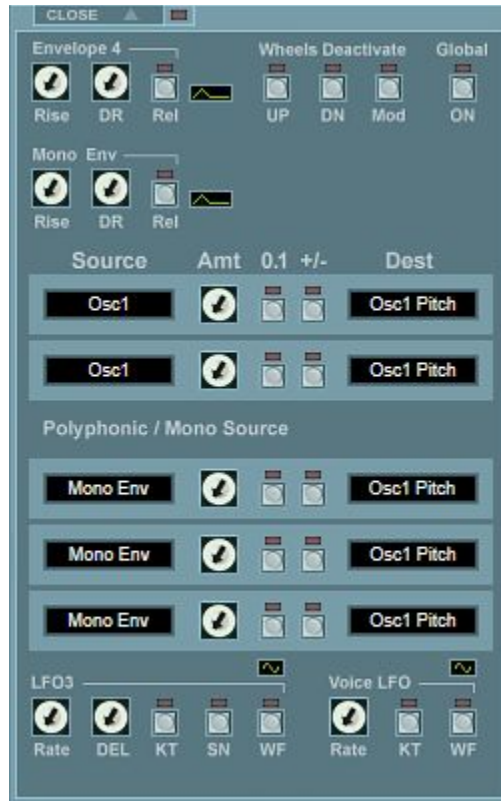 CLOSE
Envelope 4 Wheels Deactivate Global
Rise DR Rel UP DN Mod ON
Mono Env
Rise DR Rel
Source Amt 0.1 +/- Dest
Osc1 Osc1 Pitch
Osc1 Osc1 Pitch
Polyphonic / Mono Source
Mono Env Osc1 Pitch
Mono Env Osc1 Pitch
Mono Env Osc1 Pitch
LFO3 Voice LFO
Rate DEL KT SN WF Rate KT WF